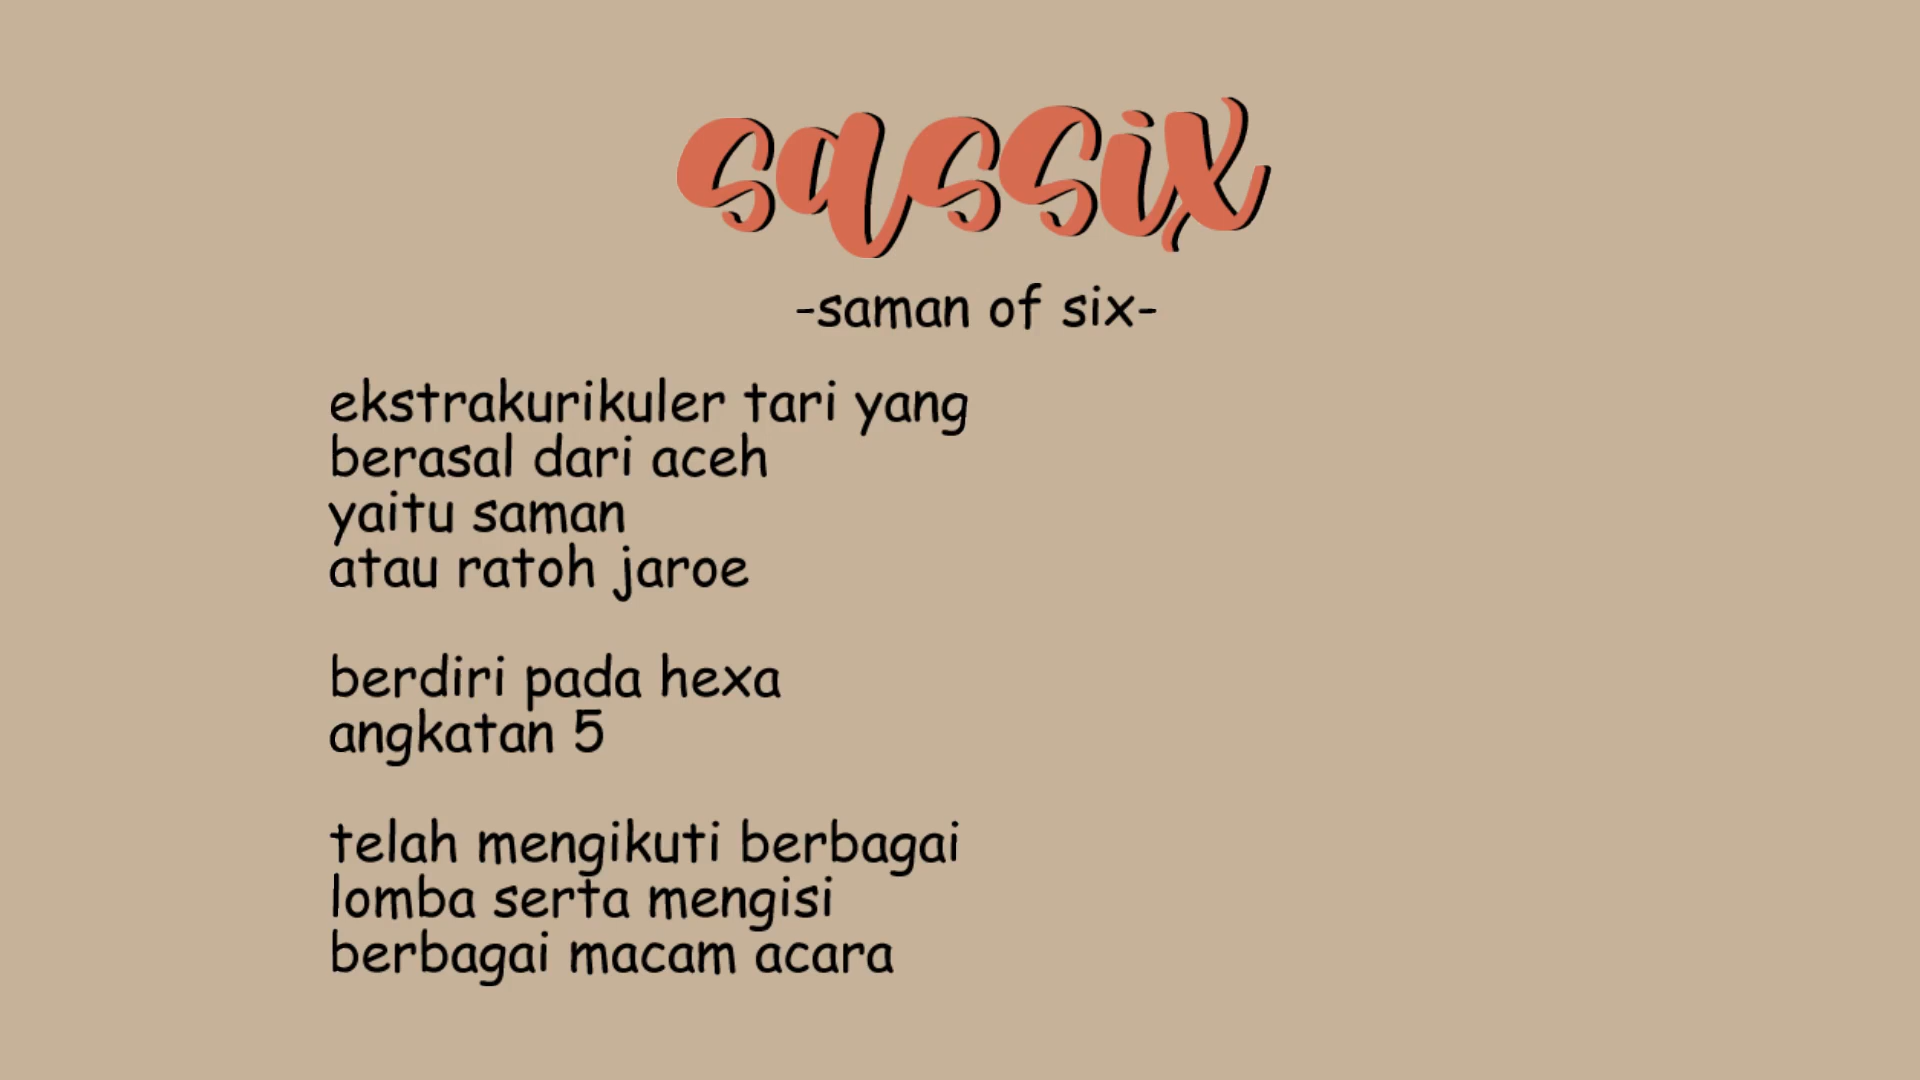 sassix
-saman of six-
ekstrakurikuler tari yang
berasal dari aceh
yaitu saman
atau ratoh jaroe
berdiri pada hexa
angkatan 5
telah mengikuti berbagai
lomba serta mengisi
berbagai macam acara